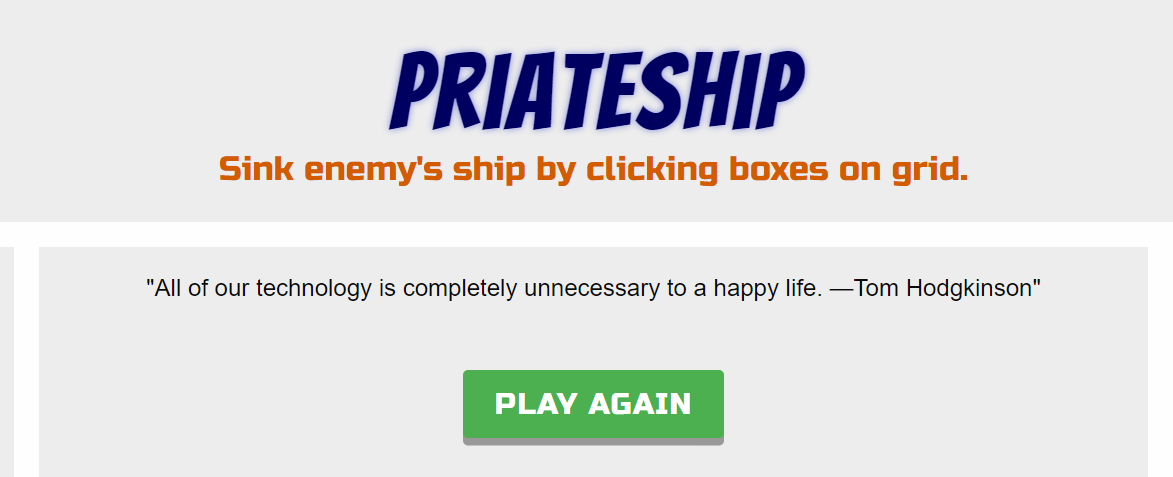 PRIATESHIP
Sink enemy's ship by clicking boxes on grid.
"All of our technology is completely unnecessary to a happy life. —Tom Hodgkinson"
PLAY AGAIN